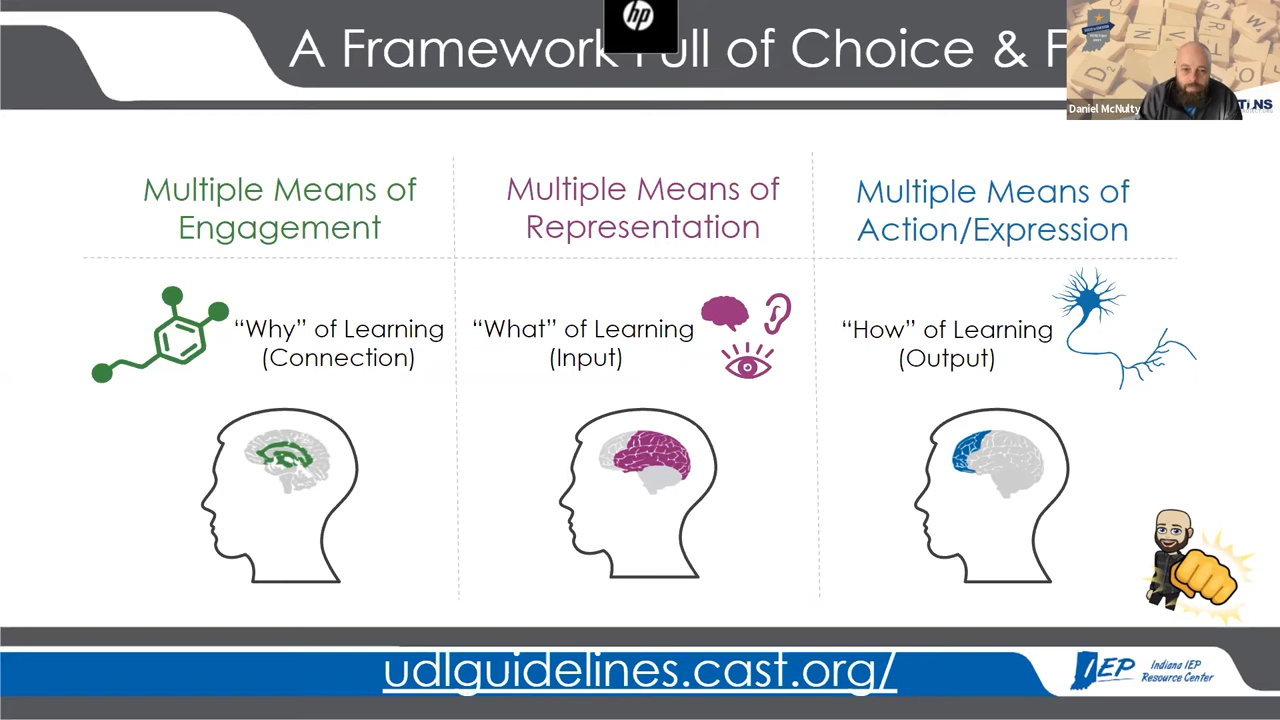 A Framework Full of Choice & F
hp
Daniel McNulty
Multiple Means of
Engagement
Multiple Means of
Representation
Multiple Means of
Action/Expression
“Why” of Learning
(Connection)
“What” of Learning
(Input)
“How” of Learning
(Output)
udlguidelines.cast.org/
IEP
Indiana IEP
Resource Center